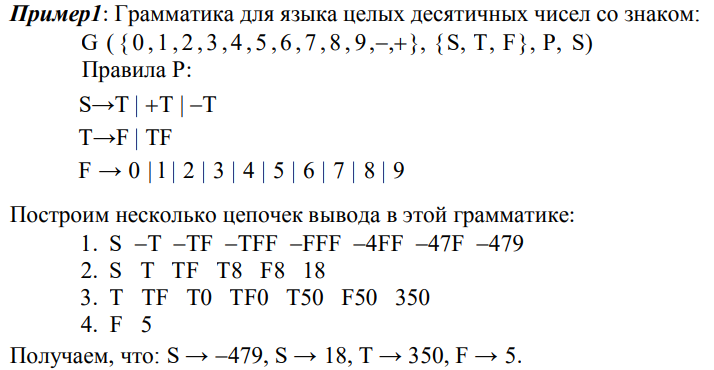 Пример1: Грамматика для языка целых десятичных чисел со знаком:
G ({0,1,2,3,4,5,6,7,8,9,–,+}, {S, T, F}, P, S)
Правила P:
S→T | +T | –T
T→F | TF
F → 0 | 1 | 2 | 3 | 4 | 5 | 6 | 7 | 8 | 9
Построим несколько цепочек вывода в этой грамматике:
1. S –T –TF –TFF –FFF –4FF –47F –479
2. S T TF T8 F8 18
3. T TF T0 TF0 T50 F50 350
4. F 5
Получаем, что: S → –479, S → 18, T → 350, F → 5.